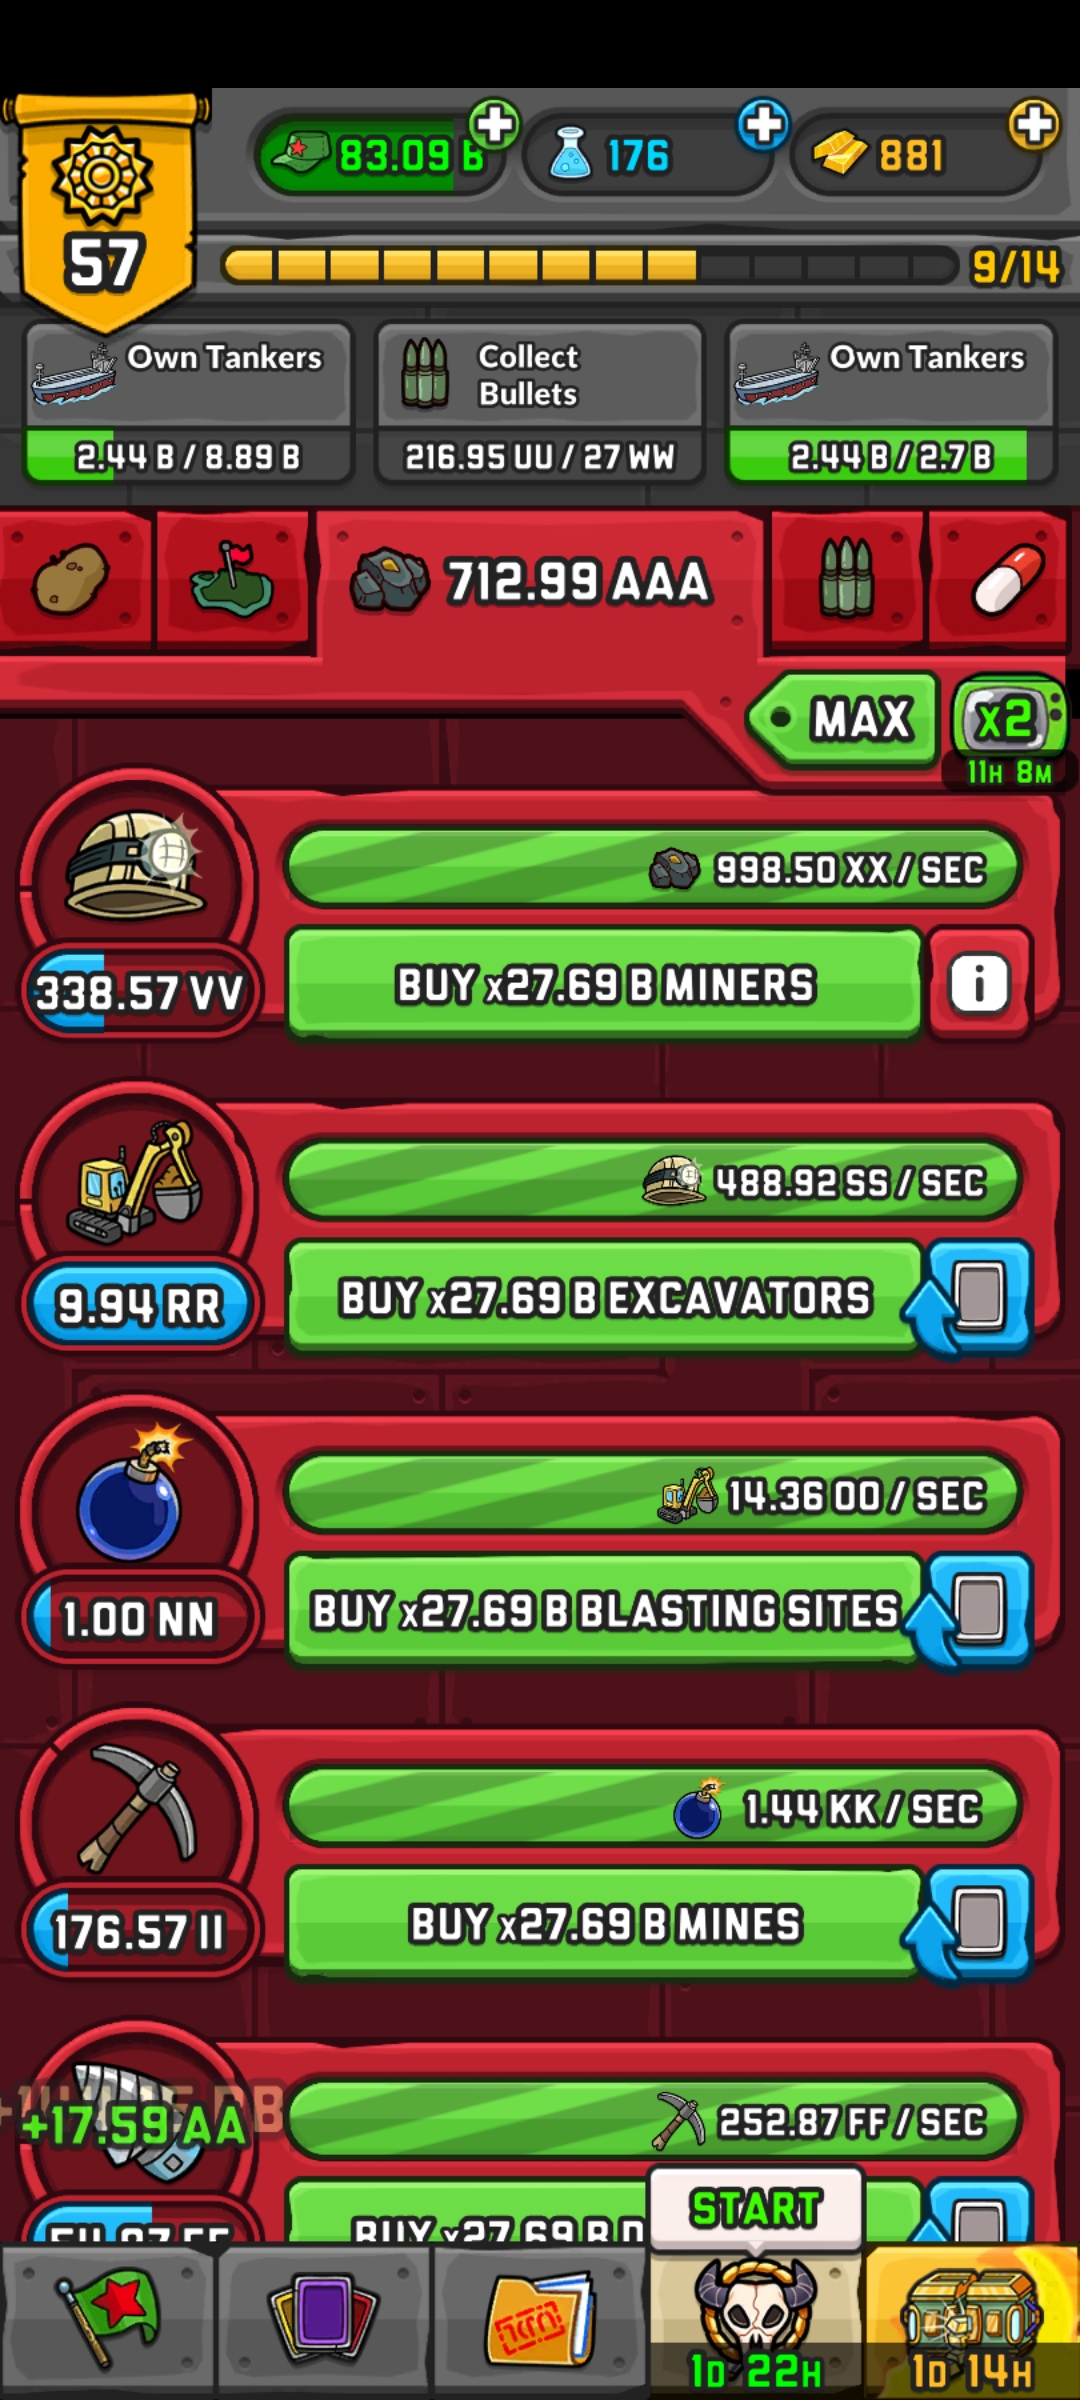 83.09 B
176
881
57
9/14
Own Tankers
2.44 B / 8.89 B
Collect
Bullets
216.95 UU / 27 WW
Own Tankers
2.44 B / 2.7 B
712.99 AAA
MAX
x2
11H 8M
998.50 XX / SEC
338.57 VV
BUY x27.69 B MINERS
i
488.92 SS / SEC
9.94 RR
BUY x27.69 B EXCAVATORS
14.36 OO / SEC
1.00 NN
BUY x27.69 B BLASTING SITES
1.44 KK / SEC
176.57 II
BUY x27.69 B MINES
+17.59 AA
252.87 FF / SEC
BUY x27.69 B
START
1D 22H
1D 14H